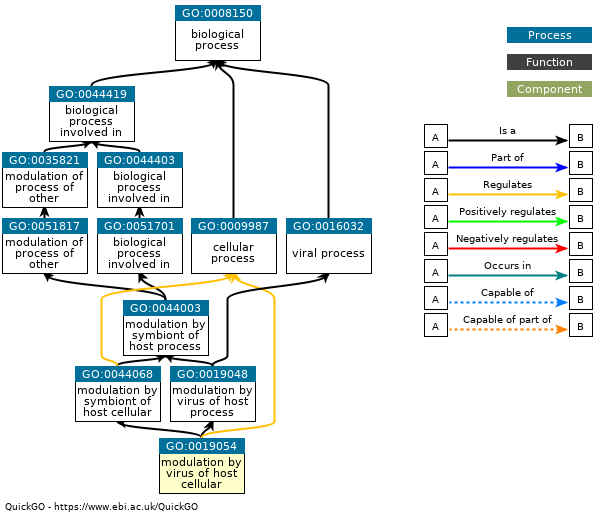 GO:0008150
biological
process
GO:0044419
biological
process
involved in
GO:0035821
modulation of
process of
other
GO:0044403
biological
process
involved in
GO:0051817
modulation of
process of
other
GO:0051701
biological
process
involved in
GO:0009987
cellular
process
GO:0016032
viral process
GO:0044003
modulation by
symbiont of
host process
GO:0044068
modulation by
symbiont of
host cellular
GO:0019048
modulation by
virus of host
process
GO:0019054
modulation by
virus of host
cellular
Process
Function
Component
A Is a B
A Part of B
A Regulates B
A Positively regulates B
A Negatively regulates B
A Occurs in B
A Capable of B
A Capable of part of B
QuickGO - https://www.ebi.ac.uk/QuickGO